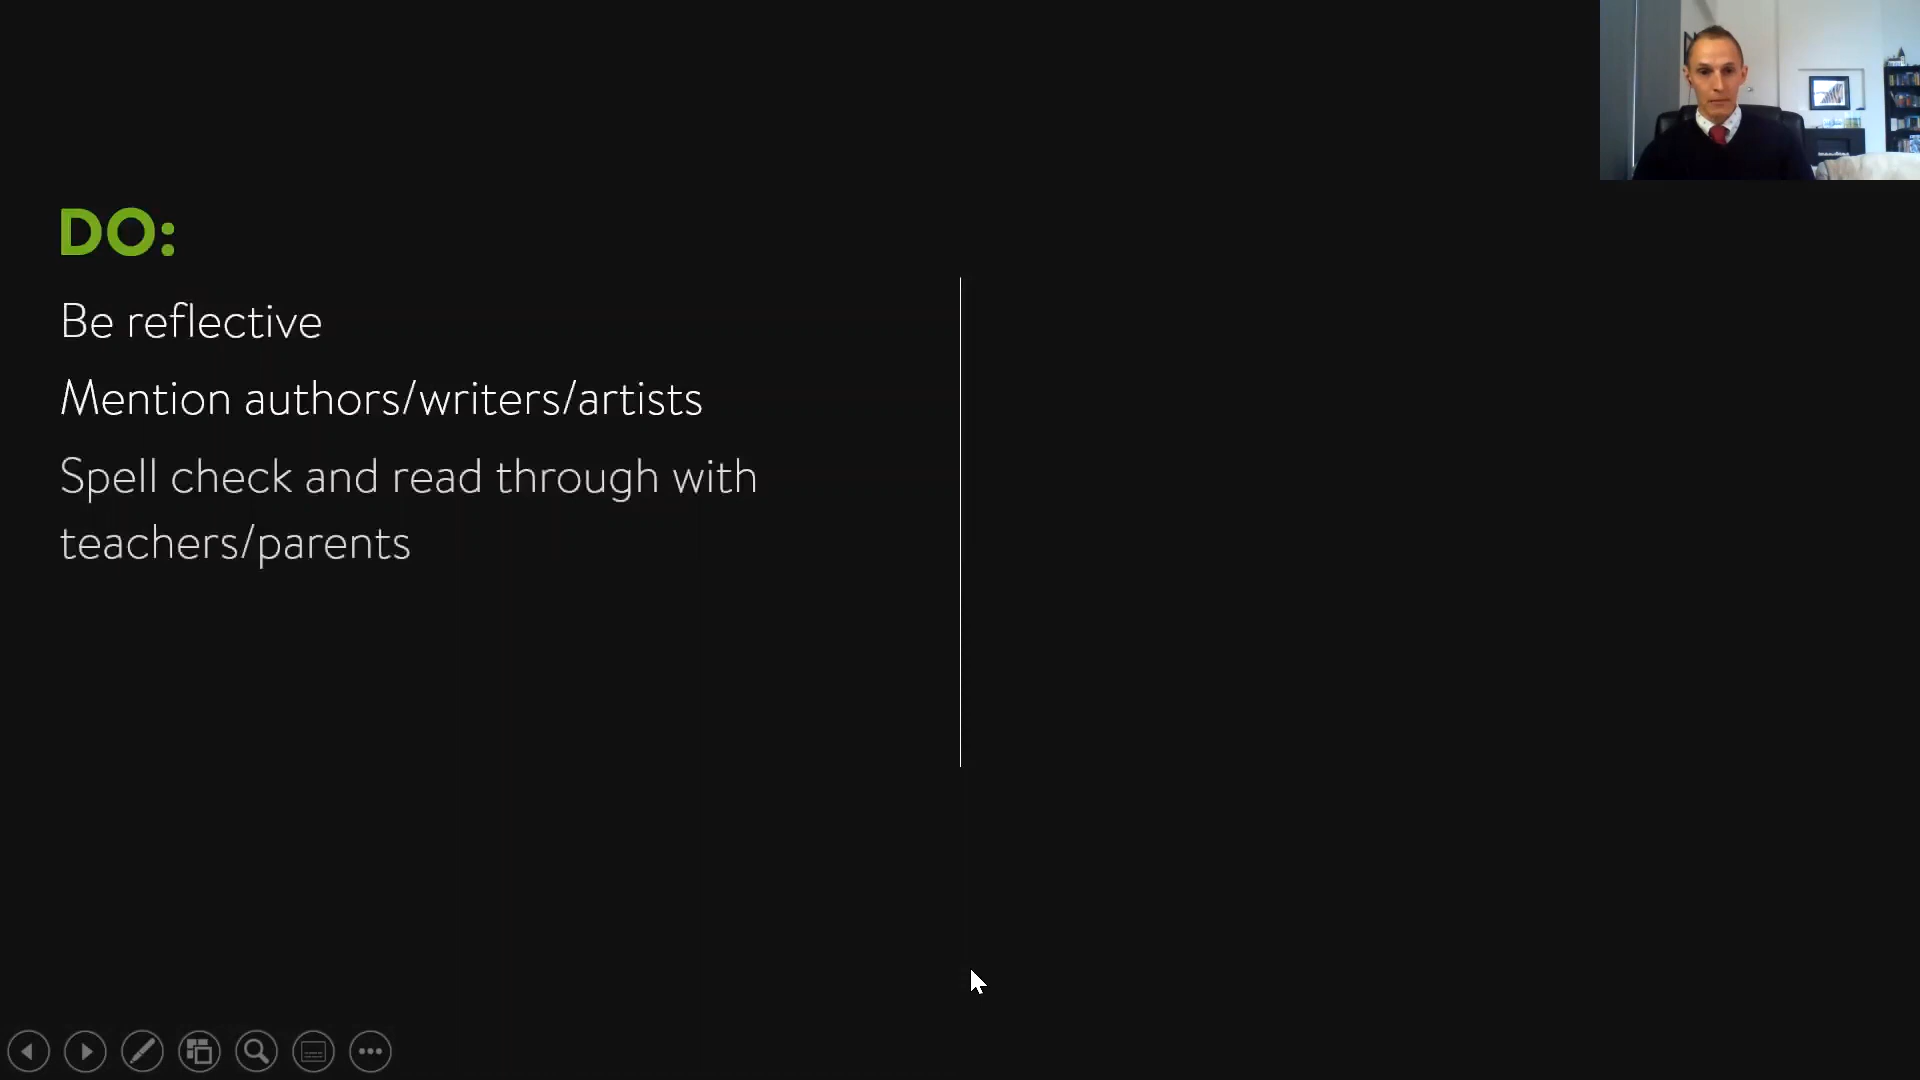 DO:
Be reflective
Mention authors/writers/artists
Spell check and read through with
teachers/parents